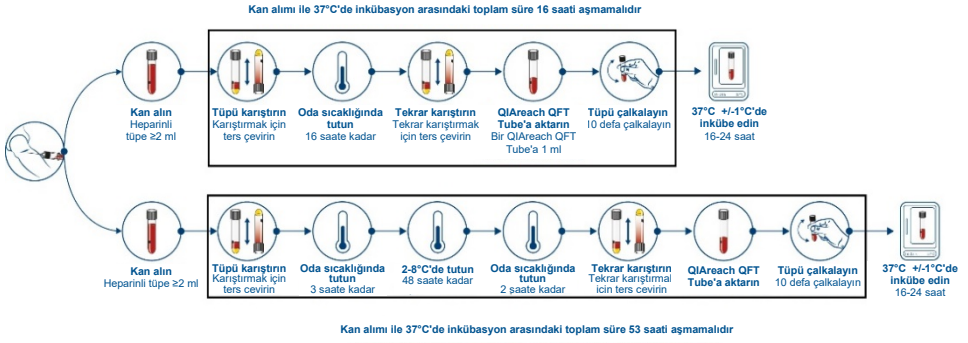 Kan alımı ile 37°C'de inkübasyon arasındaki toplam süre 16 saati aşmamalıdır
Kan alın
Heparinli
tüpe ≥2 ml
Tüpü karıştırın
Karıştırmak için
ters çevirin
Oda sıcaklığında
tutun
16 saate kadar
Tekrar karıştırın
Tekrar karıştırmak
için ters çevirin
QIAreach QFT
Tube'a aktarın
Bir QIAreach QFT
Tube'a 1 ml
Tüpü çalkalayın
10 defa çalkalayın
37°C +/-1°C'de
inkübe edin
16-24 saat
Kan alın
Heparinli tüpe ≥2 ml
Tüpü karıştırın
Karıştırmak için
ters cevirin
Oda sıcaklığında
tutun
3 saate kadar
2-8°C'de tutun
48 saate kadar
Oda sıcaklığında
tutun
2 saate kadar
Tekrar karıştırın
Tekrar karıştırmal
icin ters cevirin
QIAreach QFT
Tube'a aktarın
Tüpü çalkalayın
10 defa çalkalayın
37°C +/-1°C'de
inkübe edin
16-24 saat
Kan alımı ile 37°C'de inkübasyon arasındaki toplam süre 53 saati aşmamalıdır